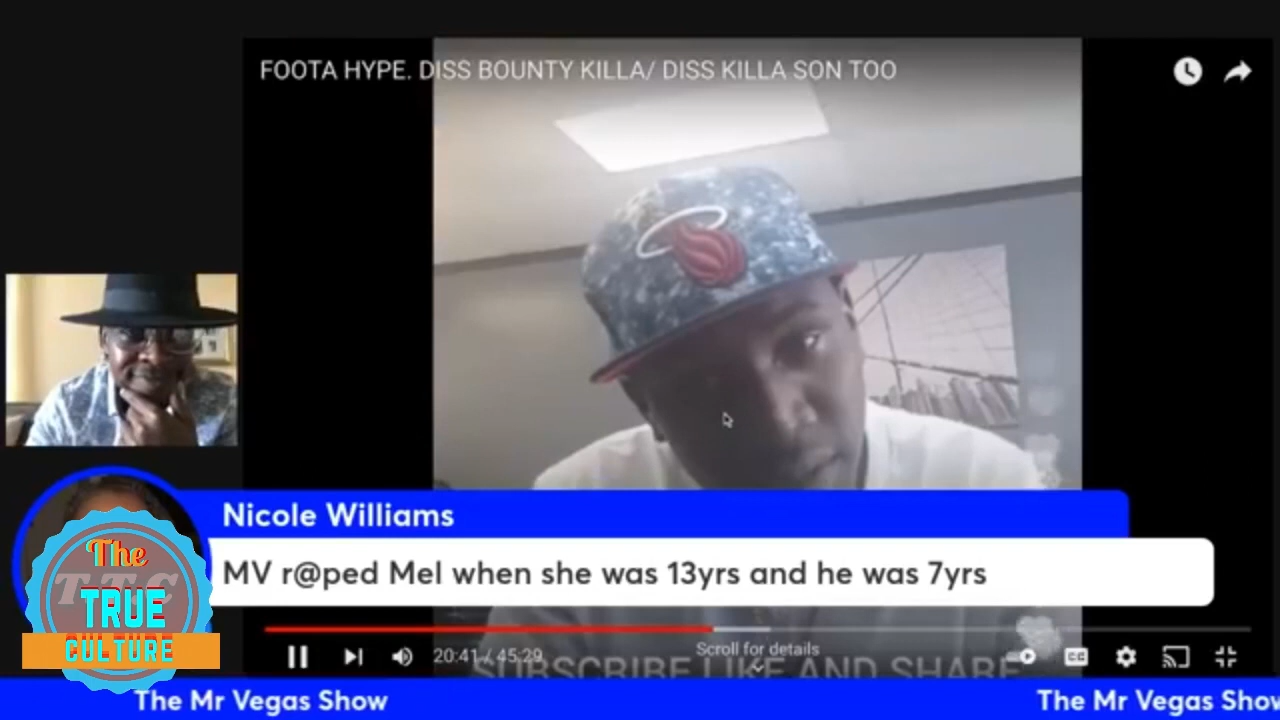 FOOTA HYPE. DISS BOUNTY KILLA/ DISS KILLA SON TOO
Nicole Williams
MV r@ped Mel when she was 13yrs and he was 7yrs
The
T.T.C
TRUE
CULTURE
20:41 / 45:29
Scroll for details
CC
SUBSCRIBE LIKE AND SHARE
The Mr Vegas Show
The Mr Vegas Show